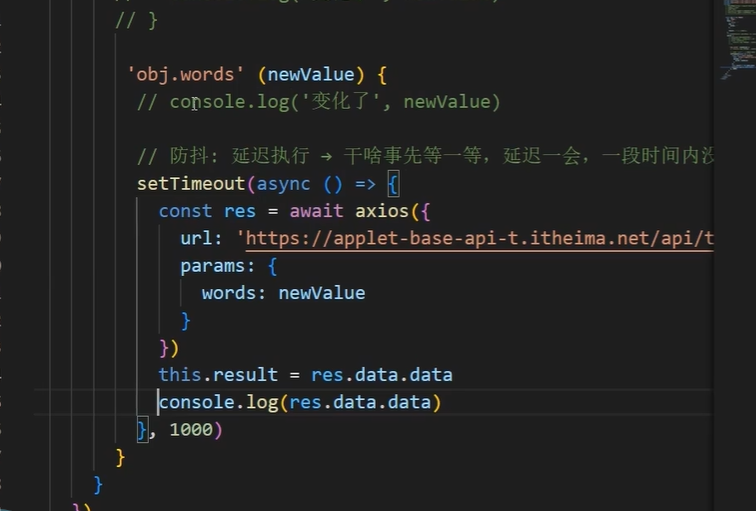 // }
'obj.words' (newValue) {
// console.log('变化了', newValue)
// 防抖: 延迟执行 → 干啥事先等一等，延迟一会，一段时间内没
setTimeout(async () => {
const res = await axios({
url: 'https://applet-base-api-t.itheima.net/api/t
params: {
words: newValue
}
})
this.result = res.data.data
console.log(res.data.data)
}, 1000)
}
}
})